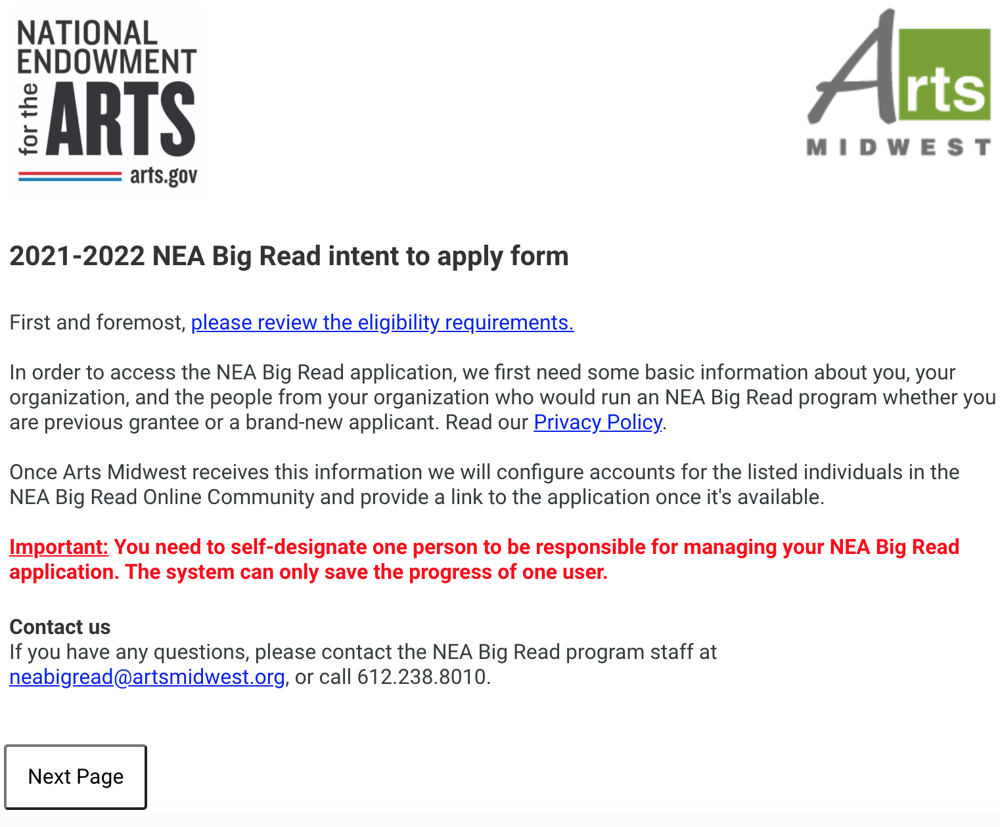 NATIONAL
ENDOWMENT
for the
ARTS
arts.gov
Arts
MIDWEST
2021-2022 NEA Big Read intent to apply form
First and foremost, please review the eligibility requirements.
In order to access the NEA Big Read application, we first need some basic information about you, your
organization, and the people from your organization who would run an NEA Big Read program whether you
are previous grantee or a brand-new applicant. Read our Privacy Policy.
Once Arts Midwest receives this information we will configure accounts for the listed individuals in the
NEA Big Read Online Community and provide a link to the application once it's available.
Important: You need to self-designate one person to be responsible for managing your NEA Big Read
application. The system can only save the progress of one user.
Contact us
If you have any questions, please contact the NEA Big Read program staff at
neabigread@artsmidwest.org, or call 612.238.8010.
Next Page